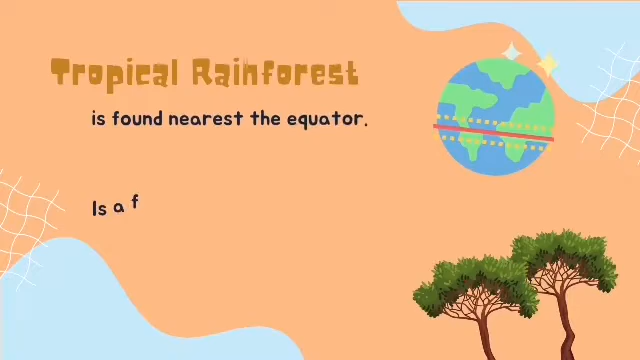 Tropical Rainforest
is found nearest the equator.
Is a f